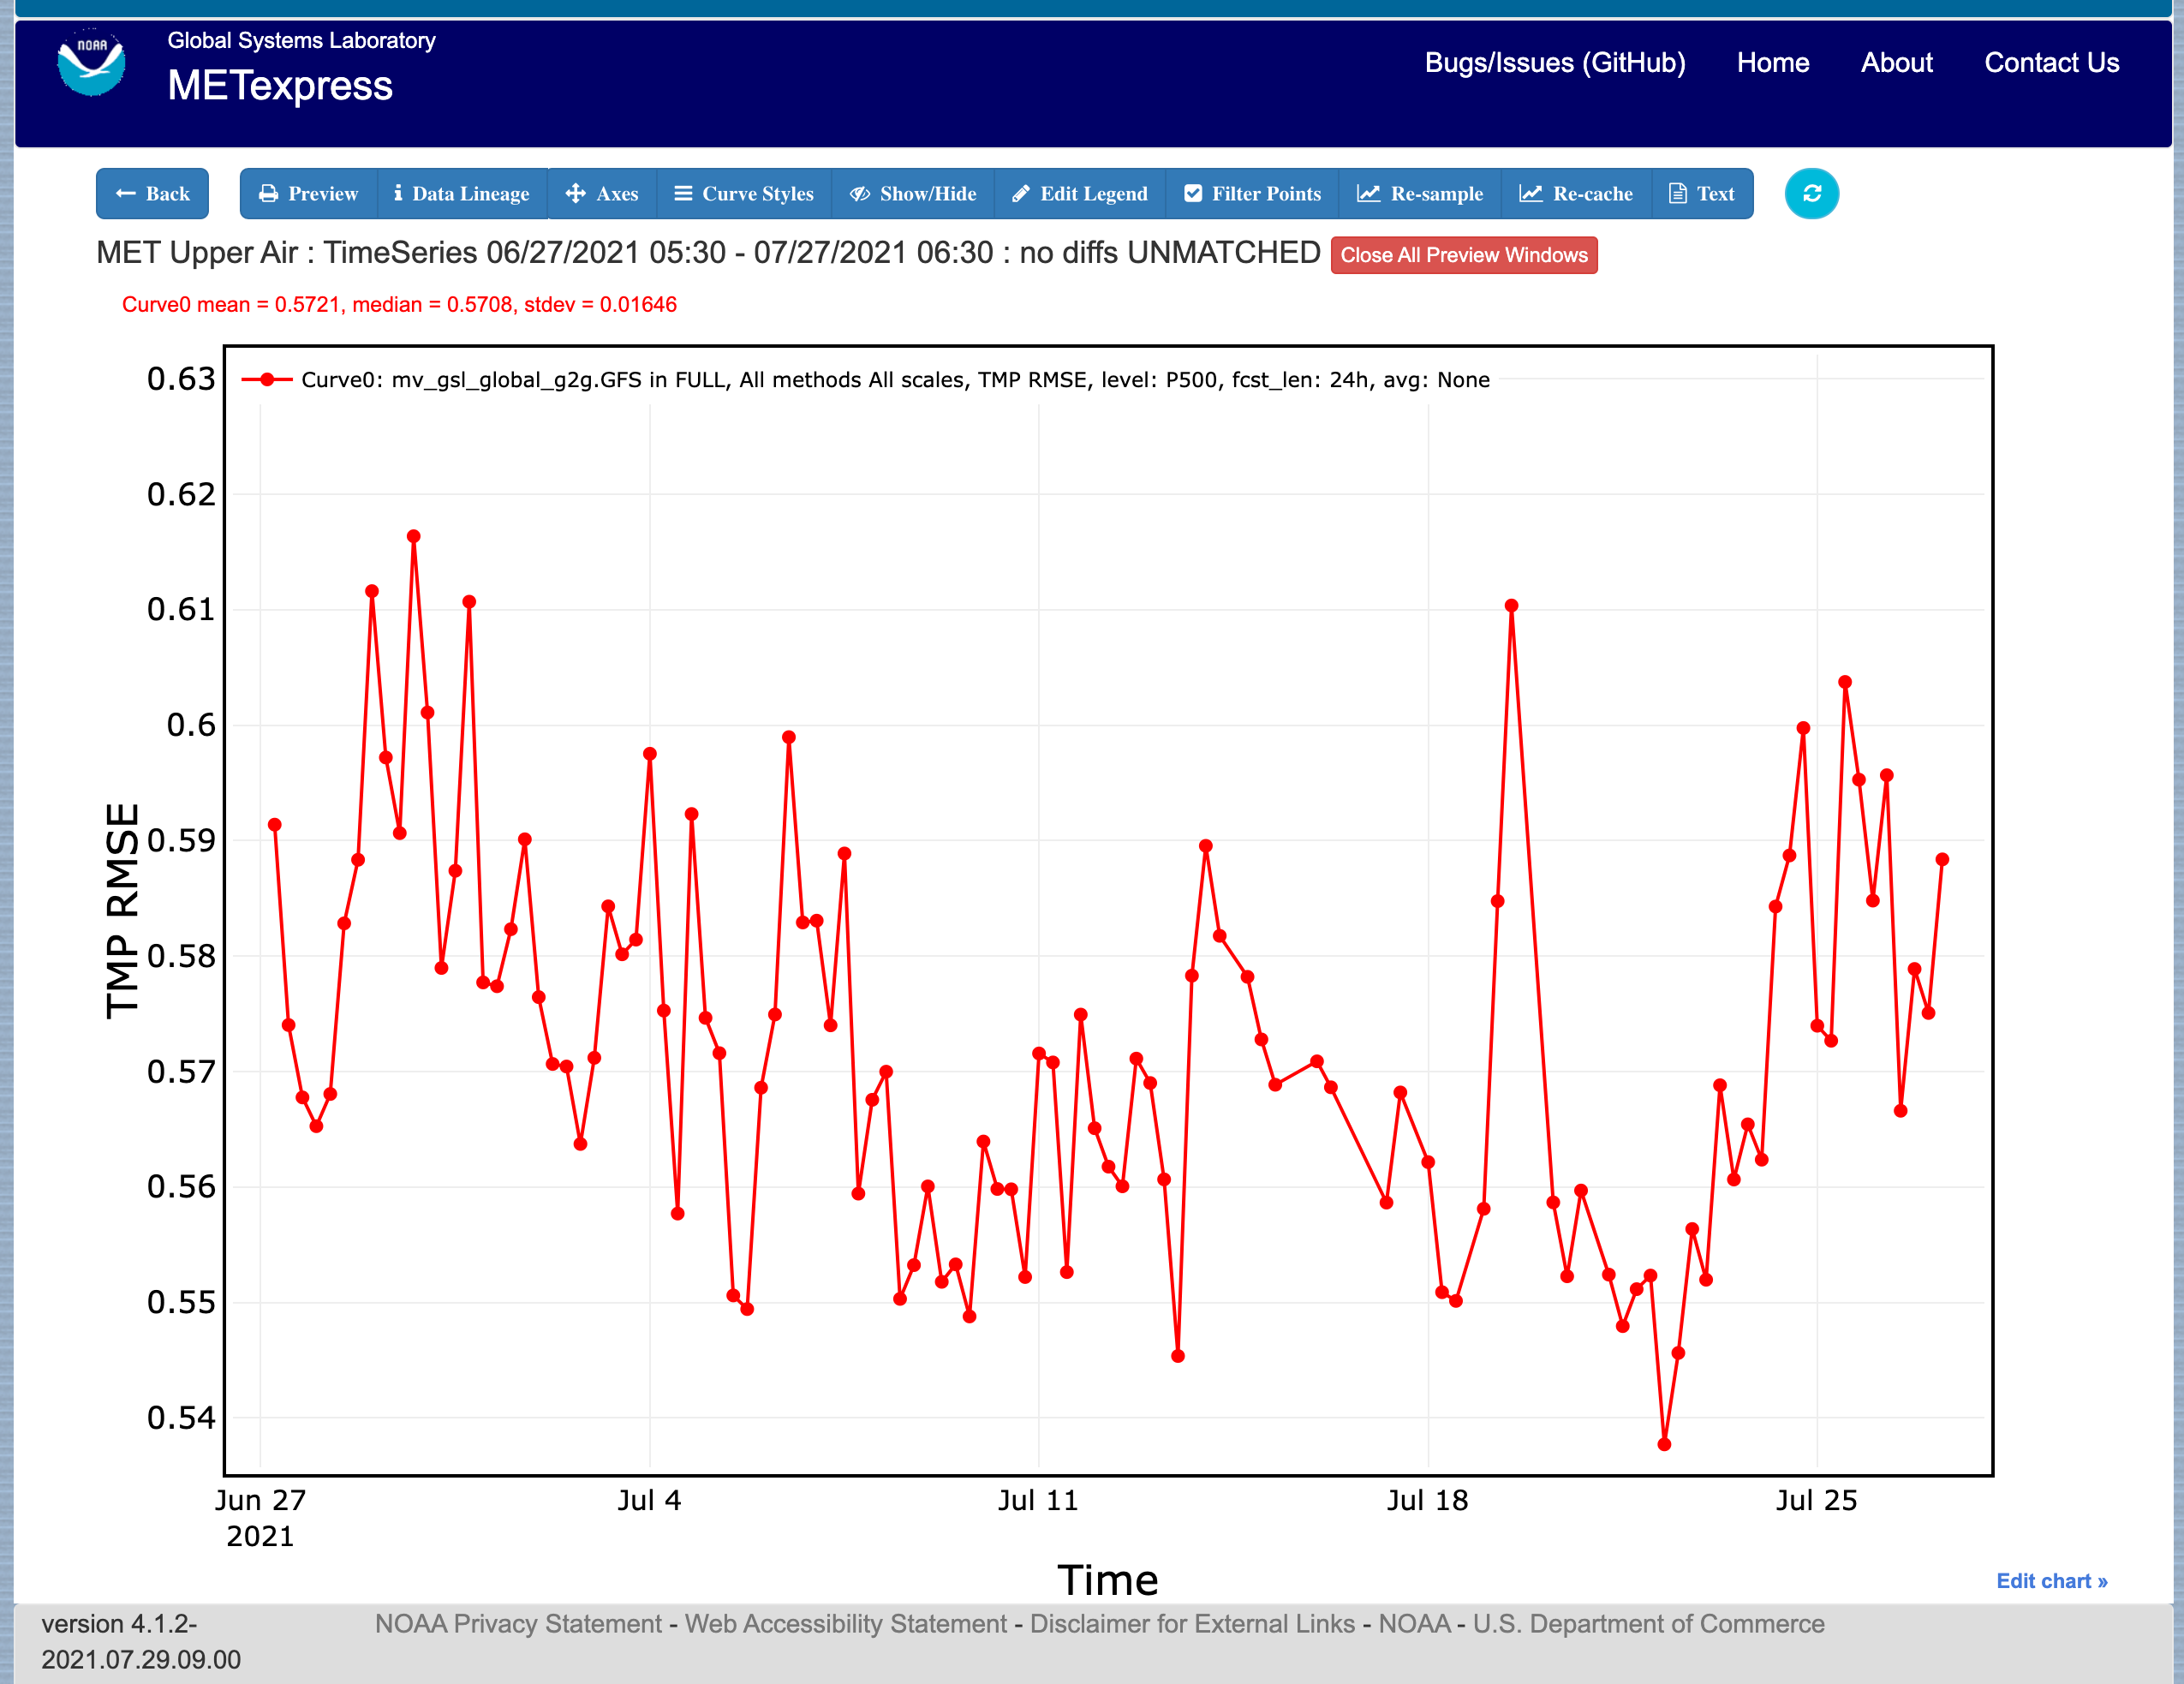 NOAA
Global Systems Laboratory
METexpress
Bugs/Issues (GitHub) Home About Contact Us
Back Preview Data Lineage Axes Curve Styles Show/Hide Edit Legend Filter Points Re-sample Re-cache Text
MET Upper Air : TimeSeries 06/27/2021 05:30 - 07/27/2021 06:30 : no diffs UNMATCHED Close All Preview Windows
Curve0 mean = 0.5721, median = 0.5708, stdev = 0.01646
Curve0: mv_gsl_global_g2g.GFS in FULL, All methods All scales, TMP RMSE, level: P500, fcst_len: 24h, avg: None
0.63
0.62
0.61
0.6
0.59
0.58
0.57
0.56
0.55
0.54
TMP RMSE
Jun 27 Jul 4 Jul 11 Jul 18 Jul 25
2021
Time
Edit chart »
version 4.1.2-
2021.07.29.09.00
NOAA Privacy Statement - Web Accessibility Statement - Disclaimer for External Links - NOAA - U.S. Department of Commerce